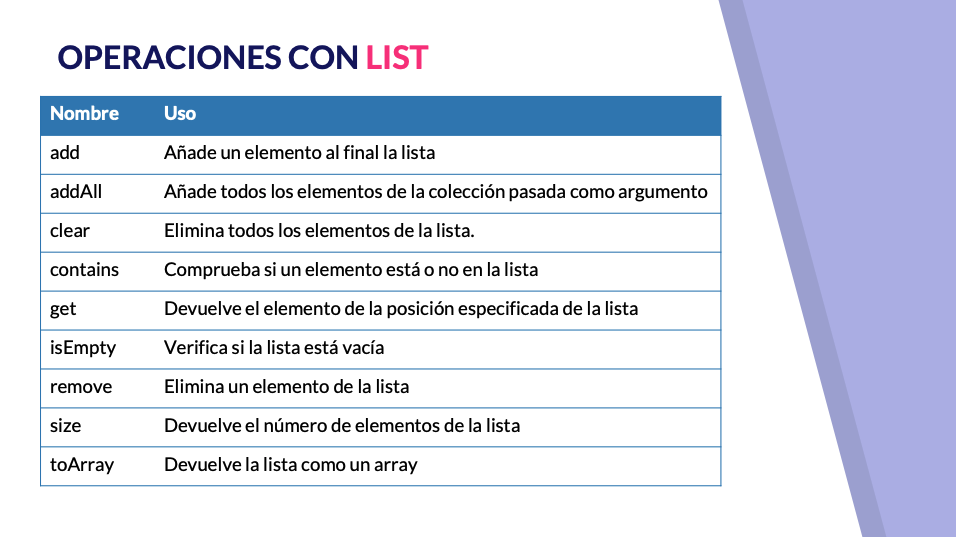 OPERACIONES CON LIST
Nombre Uso
add Añade un elemento al final la lista
addAll Añade todos los elementos de la colección pasada como argumento
clear Elimina todos los elementos de la lista.
contains Comprueba si un elemento está o no en la lista
get Devuelve el elemento de la posición especificada de la lista
isEmpty Verifica si la lista está vacía
remove Elimina un elemento de la lista
size Devuelve el número de elementos de la lista
toArray Devuelve la lista como un array